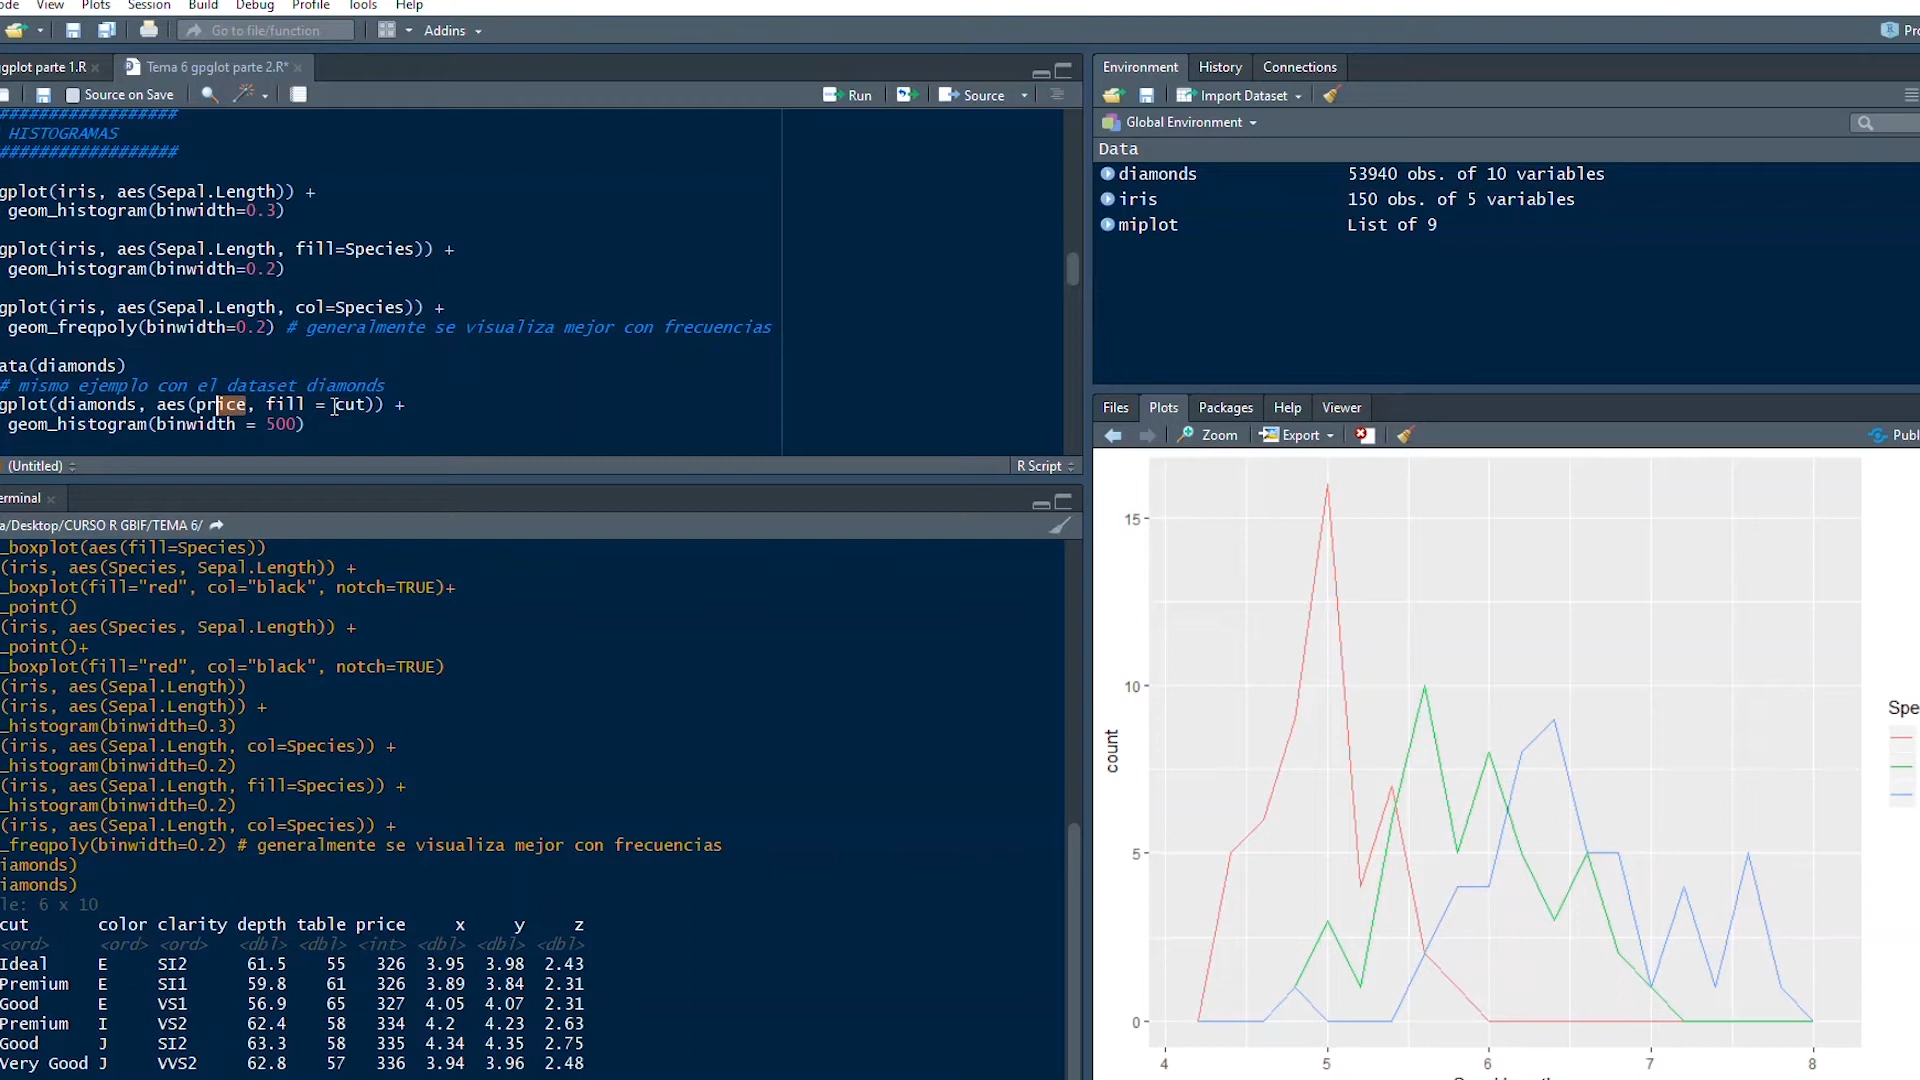 ode View Plots Session Build Debug Profile Tools Help
Go to file/function Addins Pro
ggplot parte 1.R Tema 6 gpglot parte 2.R*
Source on Save Run Source
##################
HISTOGRAMAS
##################
gplot(iris, aes(Sepal.Length)) +
geom_histogram(binwidth=0.3)
gplot(iris, aes(Sepal.Length, fill=Species)) +
geom_histogram(binwidth=0.2)
gplot(iris, aes(Sepal.Length, col=Species)) +
geom_freqpoly(binwidth=0.2) # generalmente se visualiza mejor con frecuencias
ata(diamonds)
# mismo ejemplo con el dataset diamonds
gplot(diamonds, aes(price, fill = cut)) +
geom_histogram(binwidth = 500)
(Untitled) R Script
erminal
a/Desktop/CURSO R GBIF/TEMA 6/
_boxplot(aes(fill=Species))
(iris, aes(Species, Sepal.Length)) +
_boxplot(fill="red", col="black", notch=TRUE)+
_point()
(iris, aes(Species, Sepal.Length)) +
_point()+
_boxplot(fill="red", col="black", notch=TRUE)
(iris, aes(Sepal.Length))
(iris, aes(Sepal.Length)) +
_histogram(binwidth=0.3)
(iris, aes(Sepal.Length, col=Species)) +
_histogram(binwidth=0.2)
(iris, aes(Sepal.Length, fill=Species)) +
_histogram(binwidth=0.2)
(iris, aes(Sepal.Length, col=Species)) +
_freqpoly(binwidth=0.2) # generalmente se visualiza mejor con frecuencias
iamonds)
iamonds)
le: 6 x 10
cut color clarity depth table price x y z
<ord> <ord> <ord> <dbl> <dbl> <int> <dbl> <dbl> <dbl>
Ideal E SI2 61.5 55 326 3.95 3.98 2.43
Premium E SI1 59.8 61 326 3.89 3.84 2.31
Good E VS1 56.9 65 327 4.05 4.07 2.31
Premium I VS2 62.4 58 334 4.2 4.23 2.63
Good J SI2 63.3 58 335 4.34 4.35 2.75
Very Good J VVS2 62.8 57 336 3.94 3.96 2.48
Environment History Connections
Import Dataset
Global Environment
Data
diamonds 53940 obs. of 10 variables
iris 150 obs. of 5 variables
miplot List of 9
Files Plots Packages Help Viewer
Zoom Export Publ
15
10
5
0
count
4 5 6 7 8
Spe